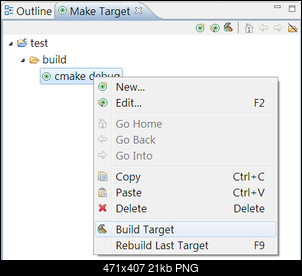 Outline Make Target
test
build
cmake debug
New...
Edit... F2
Go Home
Go Back
Go Into
Copy Ctrl+C
Paste Ctrl+V
Delete Delete
Build Target
Rebuild Last Target F9
471x407 21kb PNG